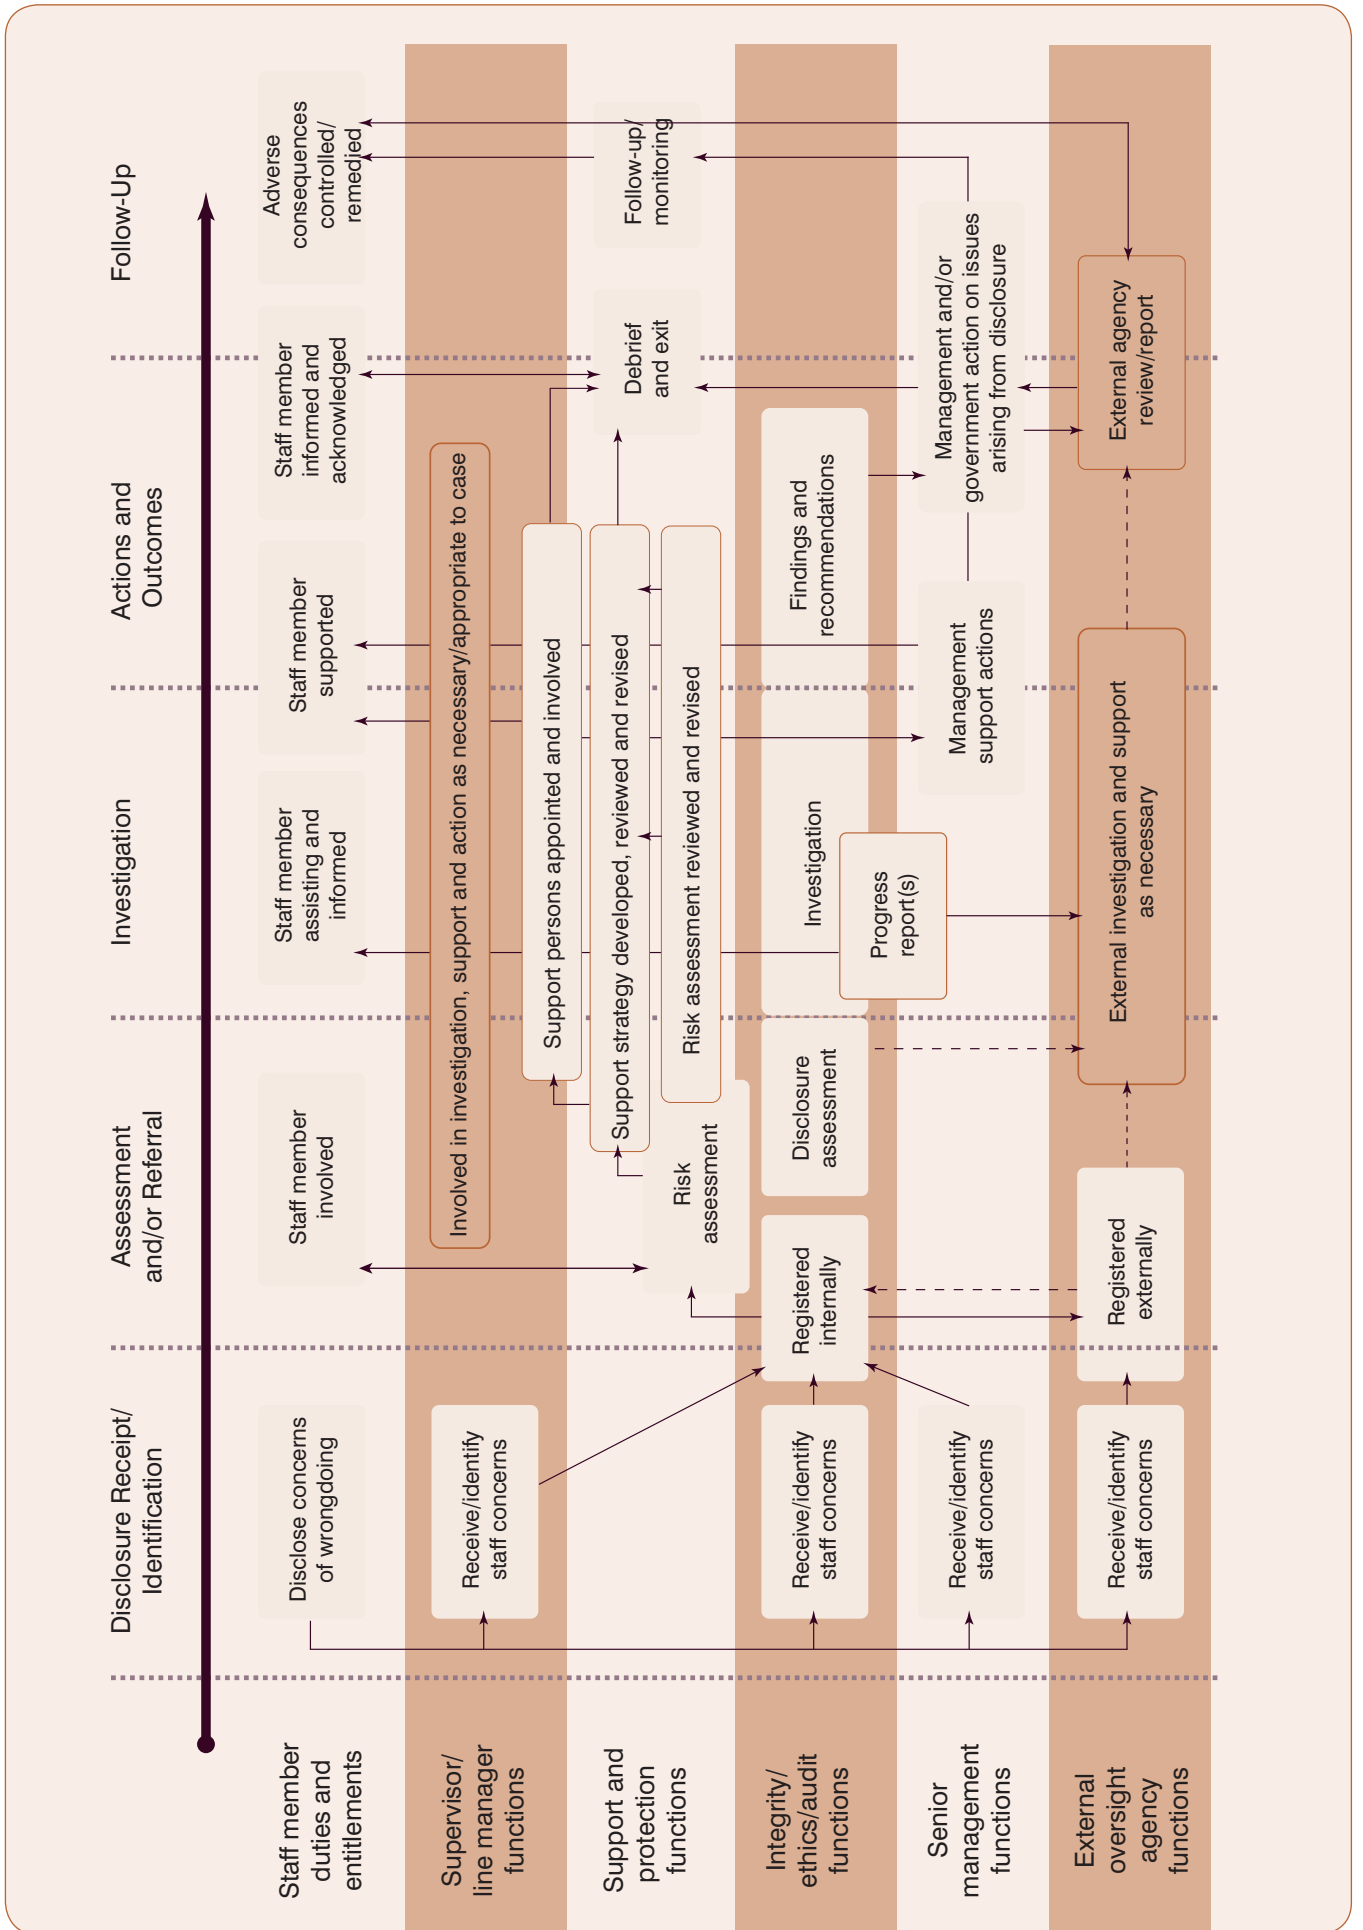 Disclosure Receipt/
Identification
Assessment
and/or Referral
Investigation
Actions and
Outcomes
Follow-Up
Staff member
duties and
entitlements
Disclose concerns
of wrongdoing
Staff member
involved
Staff member
assisting and
informed
Staff member
supported
Staff member
informed and
acknowledged
Adverse
consequences
controlled/
remedied
Supervisor/
line manager
functions
Receive/identify
staff concerns
Involved in investigation, support and action as necessary/appropriate to case
Support and
protection
functions
Risk
assessment
Support persons appointed and involved
Support strategy developed, reviewed and revised
Risk assessment reviewed and revised
Debrief
and exit
Follow-up/
monitoring
Integrity/
ethics/audit
functions
Receive/identify
staff concerns
Registered
internally
Disclosure
assessment
Investigation
Progress
report(s)
Findings and
recommendations
Senior
management
functions
Receive/identify
staff concerns
Management
support actions
Management and/or
government action on issues
arising from disclosure
External
oversight
agency
functions
Receive/identify
staff concerns
Registered
externally
External investigation and support
as necessary
External agency
review/report